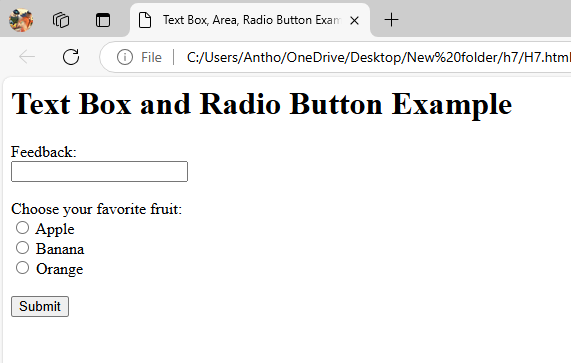 Text Box, Area, Radio Button Exam
File
C:/Users/Antho/OneDrive/Desktop/New%20folder/h7/H7.html
Text Box and Radio Button Example
Feedback:
Choose your favorite fruit:
Apple
Banana
Orange
Submit